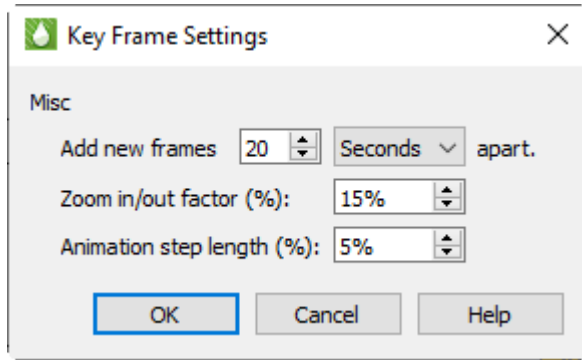 Key Frame Settings
Misc
Add new frames 20 Seconds apart.
Zoom in/out factor (%): 15%
Animation step length (%): 5%
OK Cancel Help